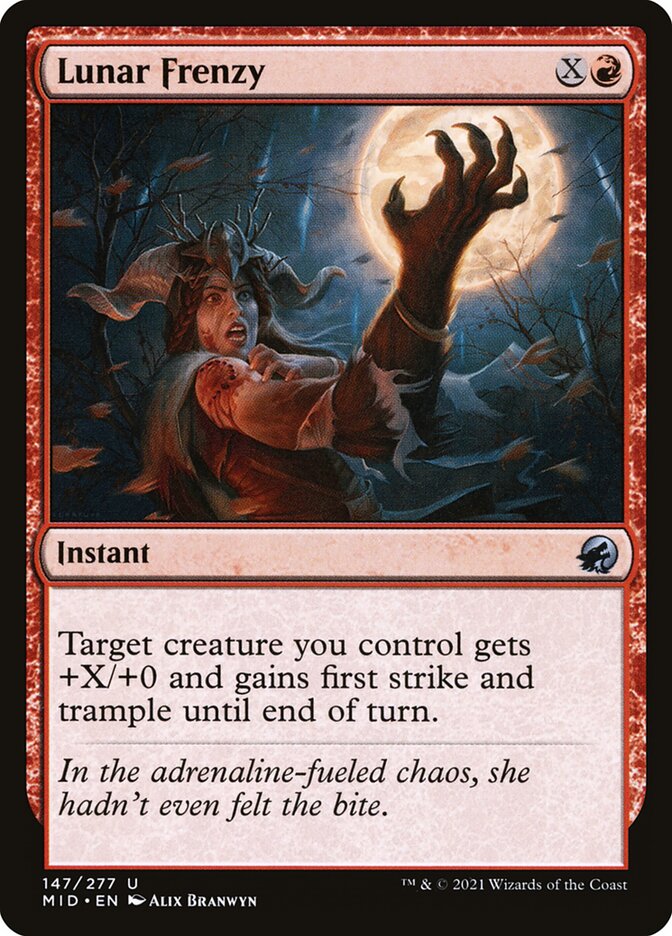 Lunar Frenzy X
Instant
Target creature you control gets
+X/+0 and gains first strike and
trample until end of turn.
In the adrenaline-fueled chaos, she
hadn't even felt the bite.
147/277 U ™ & © 2021 Wizards of the Coast
MID • EN Alix Branwyn